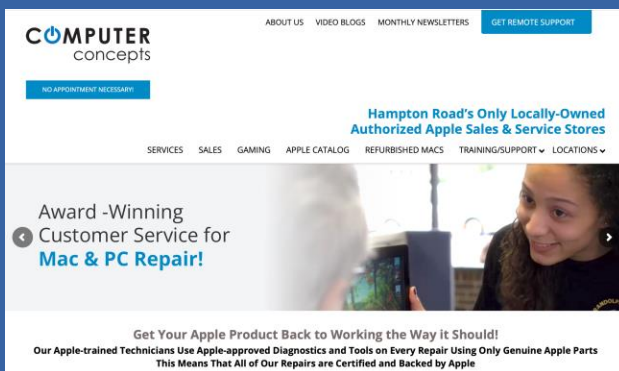 COMPUTER
concepts
ABOUT US VIDEO BLOGS MONTHLY NEWSLETTERS GET REMOTE SUPPORT
NO APPOINTMENT NECESSARY!
Hampton Road's Only Locally-Owned
Authorized Apple Sales & Service Stores
SERVICES SALES GAMING APPLE CATALOG REFURBISHED MACS TRAINING/SUPPORT LOCATIONS
Award -Winning
Customer Service for
Mac & PC Repair!
Get Your Apple Product Back to Working the Way it Should!
Our Apple-trained Technicians Use Apple-approved Diagnostics and Tools on Every Repair Using Only Genuine Apple Parts
This Means That All of Our Repairs are Certified and Backed by Apple